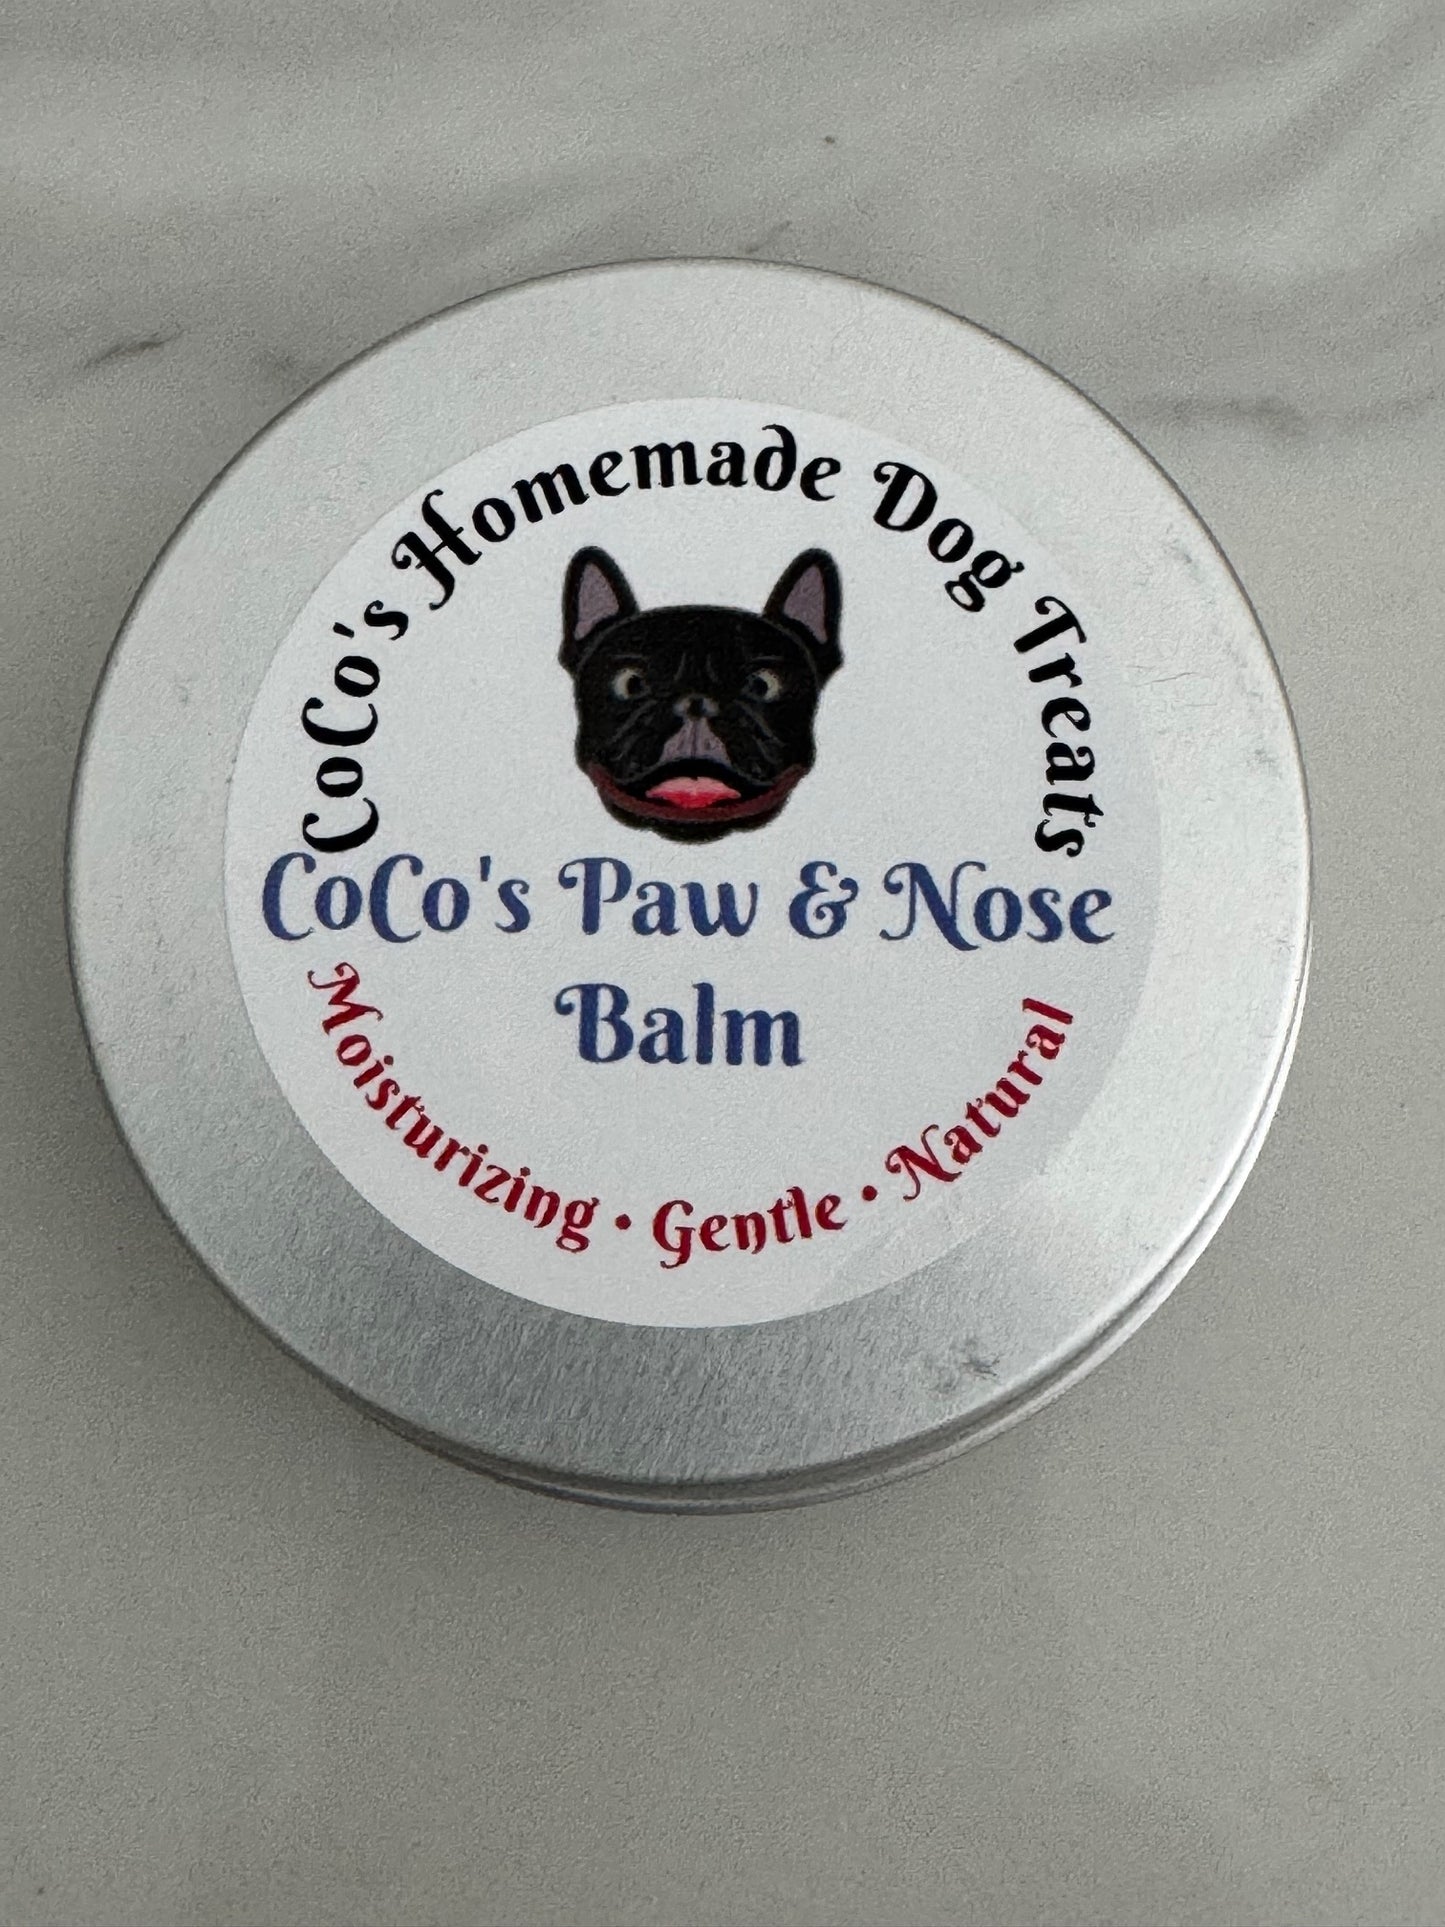 CoCo's Homemade Dog Treats
CoCo's Paw & Nose
Balm
Moisturizing • Gentle • Natural